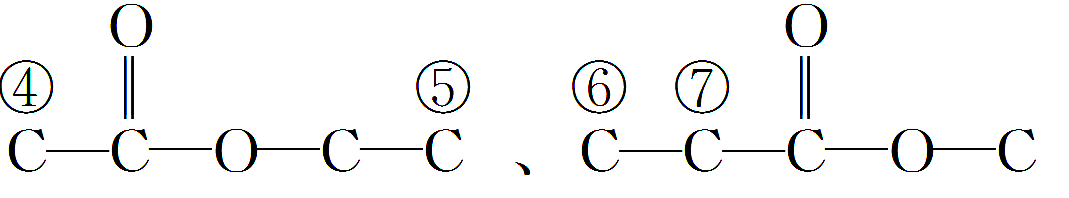 O O
④ ⑤ ⑥ ⑦
C—C—O—C—C 、 C—C—C—O—C